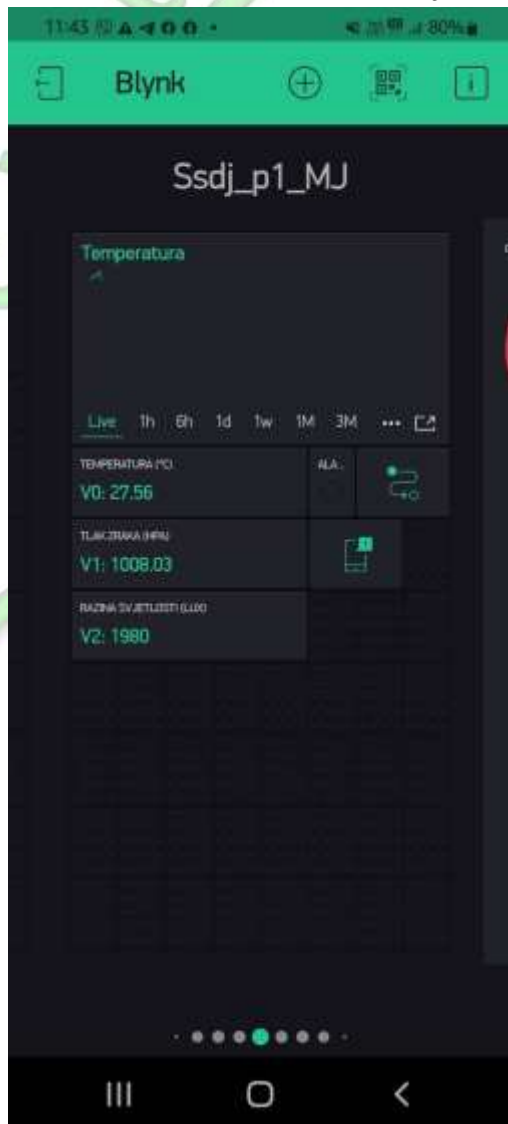 11:43 80%
Blynk
Ssdj_p1_MJ
Temperatura
Live 1h 6h 1d 1w 1M 3M ...
TEMPERATURA (°C) ALA...
V0: 27.56
TLAK ZRAKA (HPA) 1
V1: 1008.03
RAZINA SVJETLOSTI (LUX)
V2: 1980